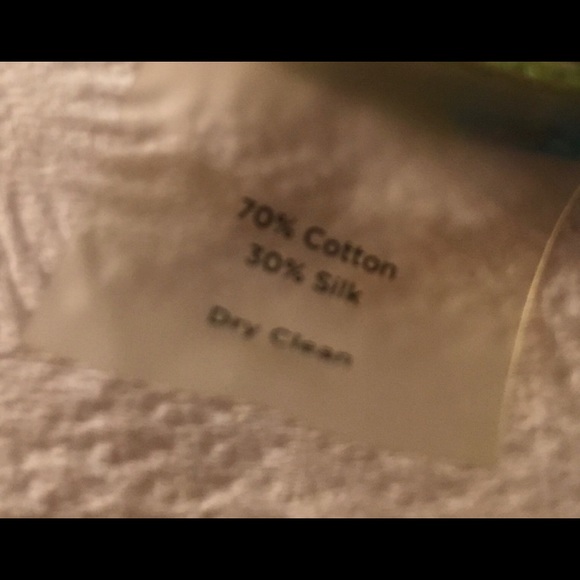 70% Cotton
30% Silk
Dry Clean